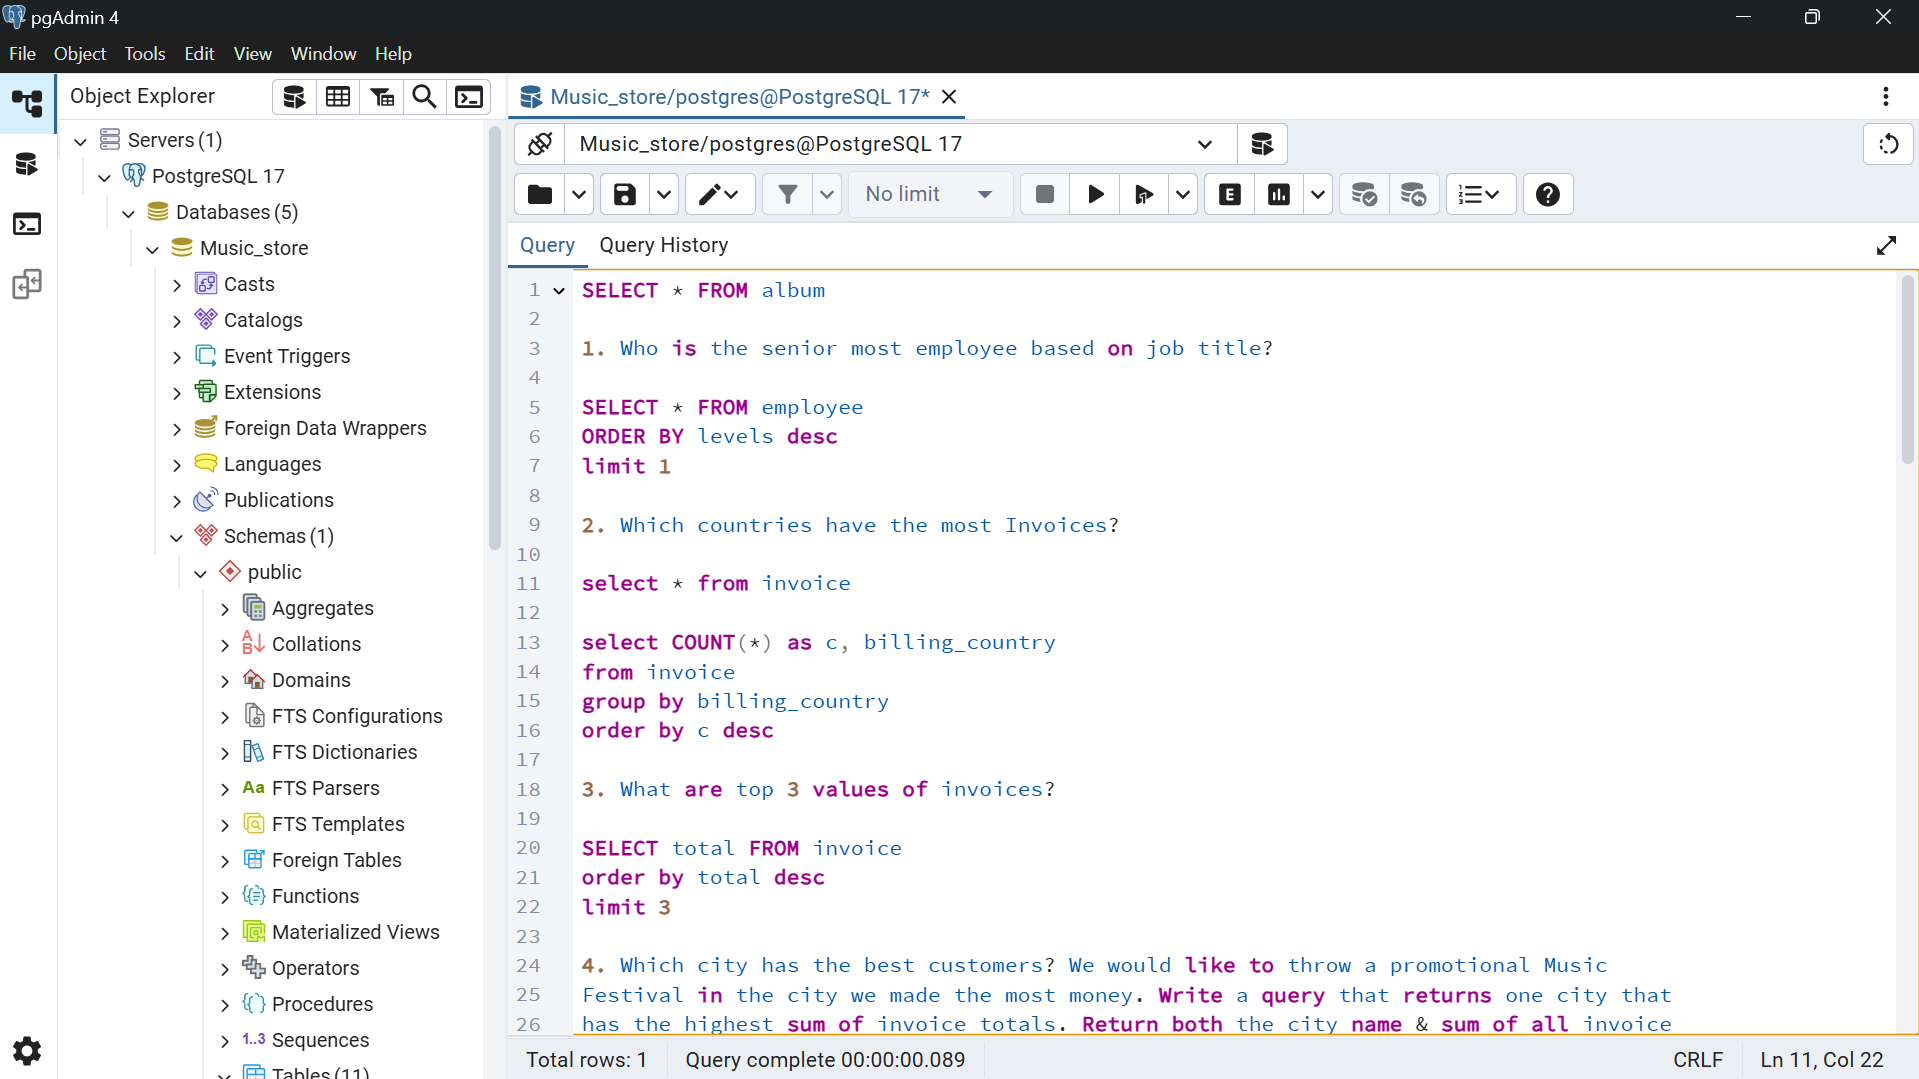 pgAdmin 4
File Object Tools Edit View Window Help
Object Explorer
Servers (1)
PostgreSQL 17
Databases (5)
Music_store
Casts
Catalogs
Event Triggers
Extensions
Foreign Data Wrappers
Languages
Publications
Schemas (1)
public
Aggregates
Collations
Domains
FTS Configurations
FTS Dictionaries
Aa FTS Parsers
FTS Templates
Foreign Tables
Functions
Materialized Views
Operators
Procedures
1..3 Sequences
Tables (11)
Music_store/postgres@PostgreSQL 17*
Music_store/postgres@PostgreSQL 17
No limit
E
Query Query History
1 SELECT * FROM album
2
3 1. Who is the senior most employee based on job title?
4
5 SELECT * FROM employee
6 ORDER BY levels desc
7 limit 1
8
9 2. Which countries have the most Invoices?
10
11 select * from invoice
12
13 select COUNT(*) as c, billing_country
14 from invoice
15 group by billing_country
16 order by c desc
17
18 3. What are top 3 values of invoices?
19
20 SELECT total FROM invoice
21 order by total desc
22 limit 3
23
24 4. Which city has the best customers? We would like to throw a promotional Music
25 Festival in the city we made the most money. Write a query that returns one city that
26 has the highest sum of invoice totals. Return both the city name & sum of all invoice
Total rows: 1 Query complete 00:00:00.089 CRLF Ln 11, Col 22